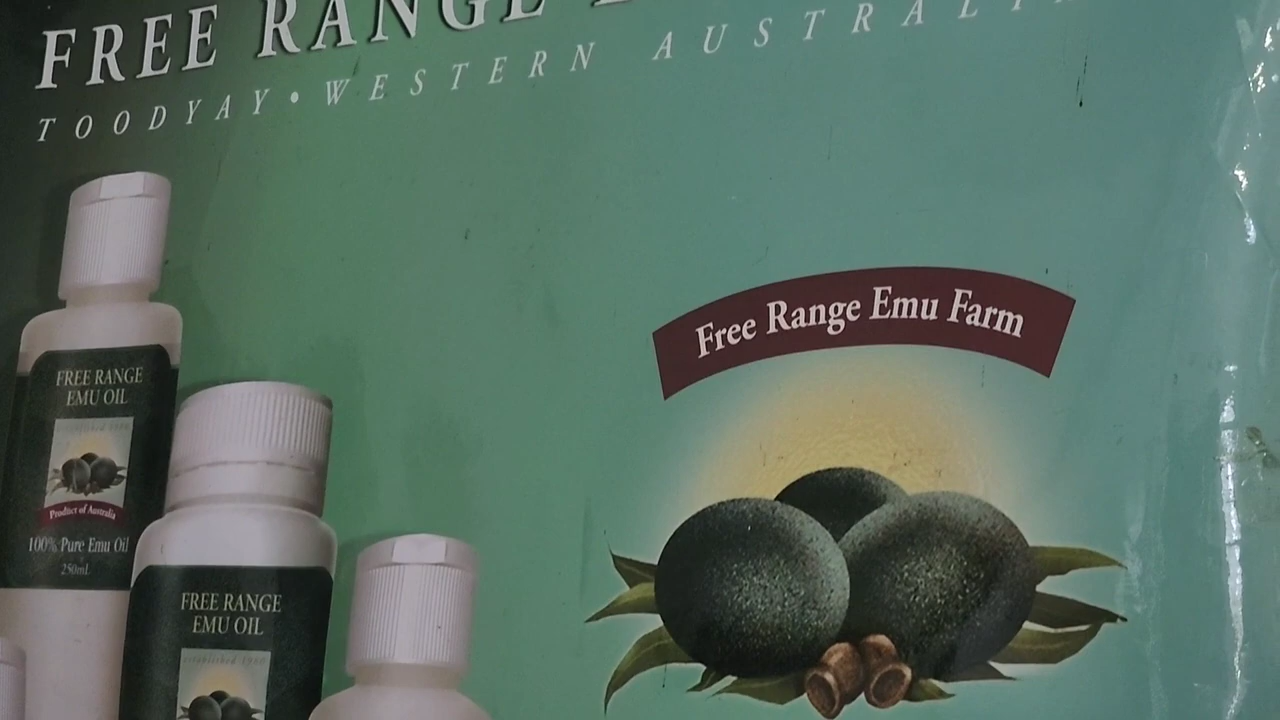 FREE RANGE
TOODYAY • WESTERN AUSTRALIA
Free Range Emu Farm
FREE RANGE
EMU OIL
Product of Australia
100% Pure Emu Oil
250mL
FREE RANGE
EMU OIL